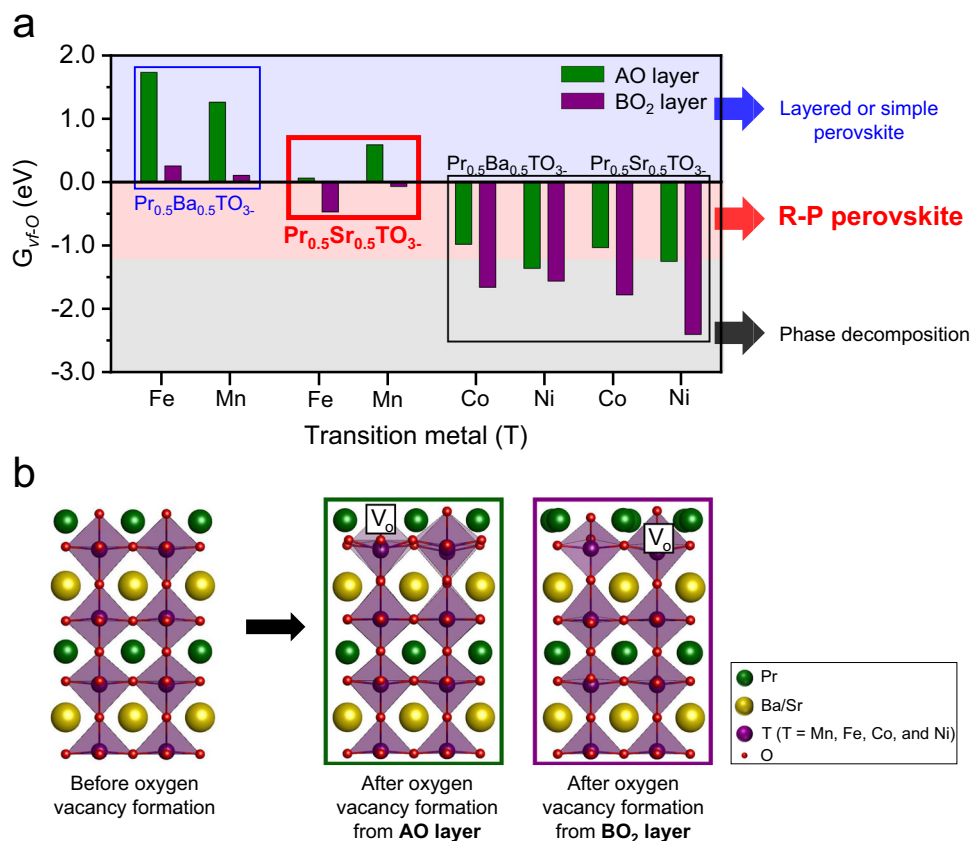 a
2.0
1.0
0.0
-1.0
-2.0
-3.0
G_vf-O (eV)
AO layer
BO₂ layer
Pr₀.₅Ba₀.₅TO₃₋
Pr₀.₅Sr₀.₅TO₃₋
Pr₀.₅Ba₀.₅TO₃₋
Pr₀.₅Sr₀.₅TO₃₋
Fe Mn Fe Mn Co Ni Co Ni
Transition metal (T)
Layered or simple
perovskite
R-P perovskite
Phase decomposition
b
Vₒ
Vₒ
Before oxygen
vacancy formation
After oxygen
vacancy formation
from AO layer
After oxygen
vacancy formation
from BO₂ layer
Pr
Ba/Sr
T (T = Mn, Fe, Co, and Ni)
O